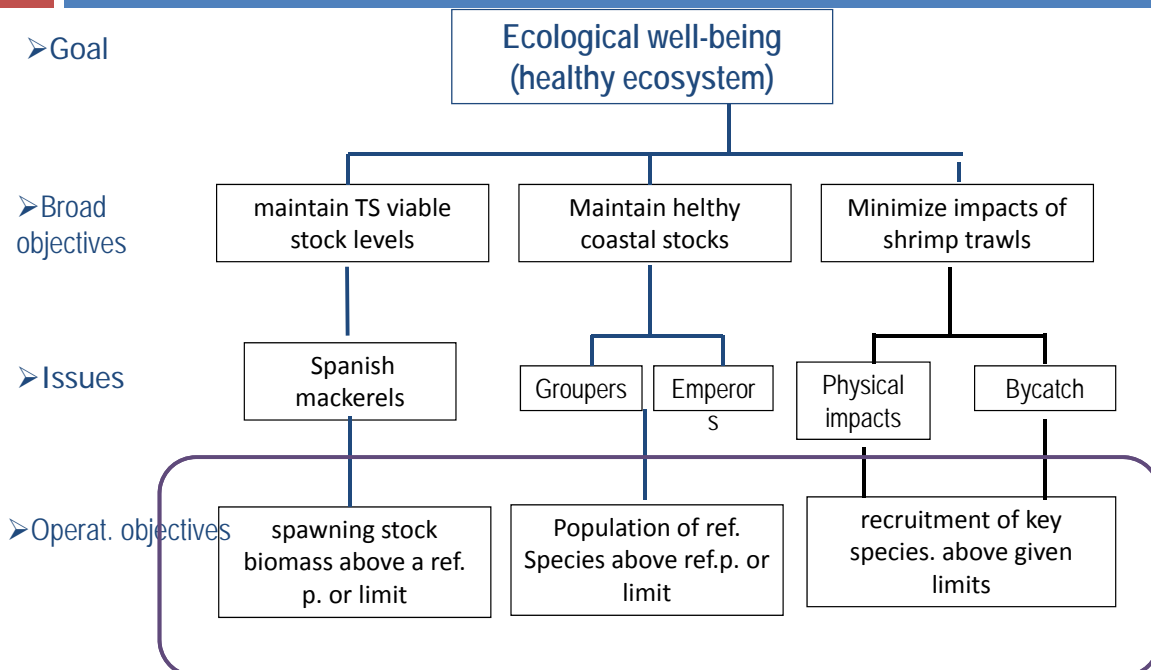 ➢Goal
Ecological well-being
(healthy ecosystem)
➢Broad
objectives
maintain TS viable
stock levels
Maintain helthy
coastal stocks
Minimize impacts of
shrimp trawls
➢Issues
Spanish
mackerels
Groupers
Emperor
s
Physical
impacts
Bycatch
➢Operat. objectives
spawning stock
biomass above a ref.
p. or limit
Population of ref.
Species above ref.p. or
limit
recruitment of key
species. above given
limits